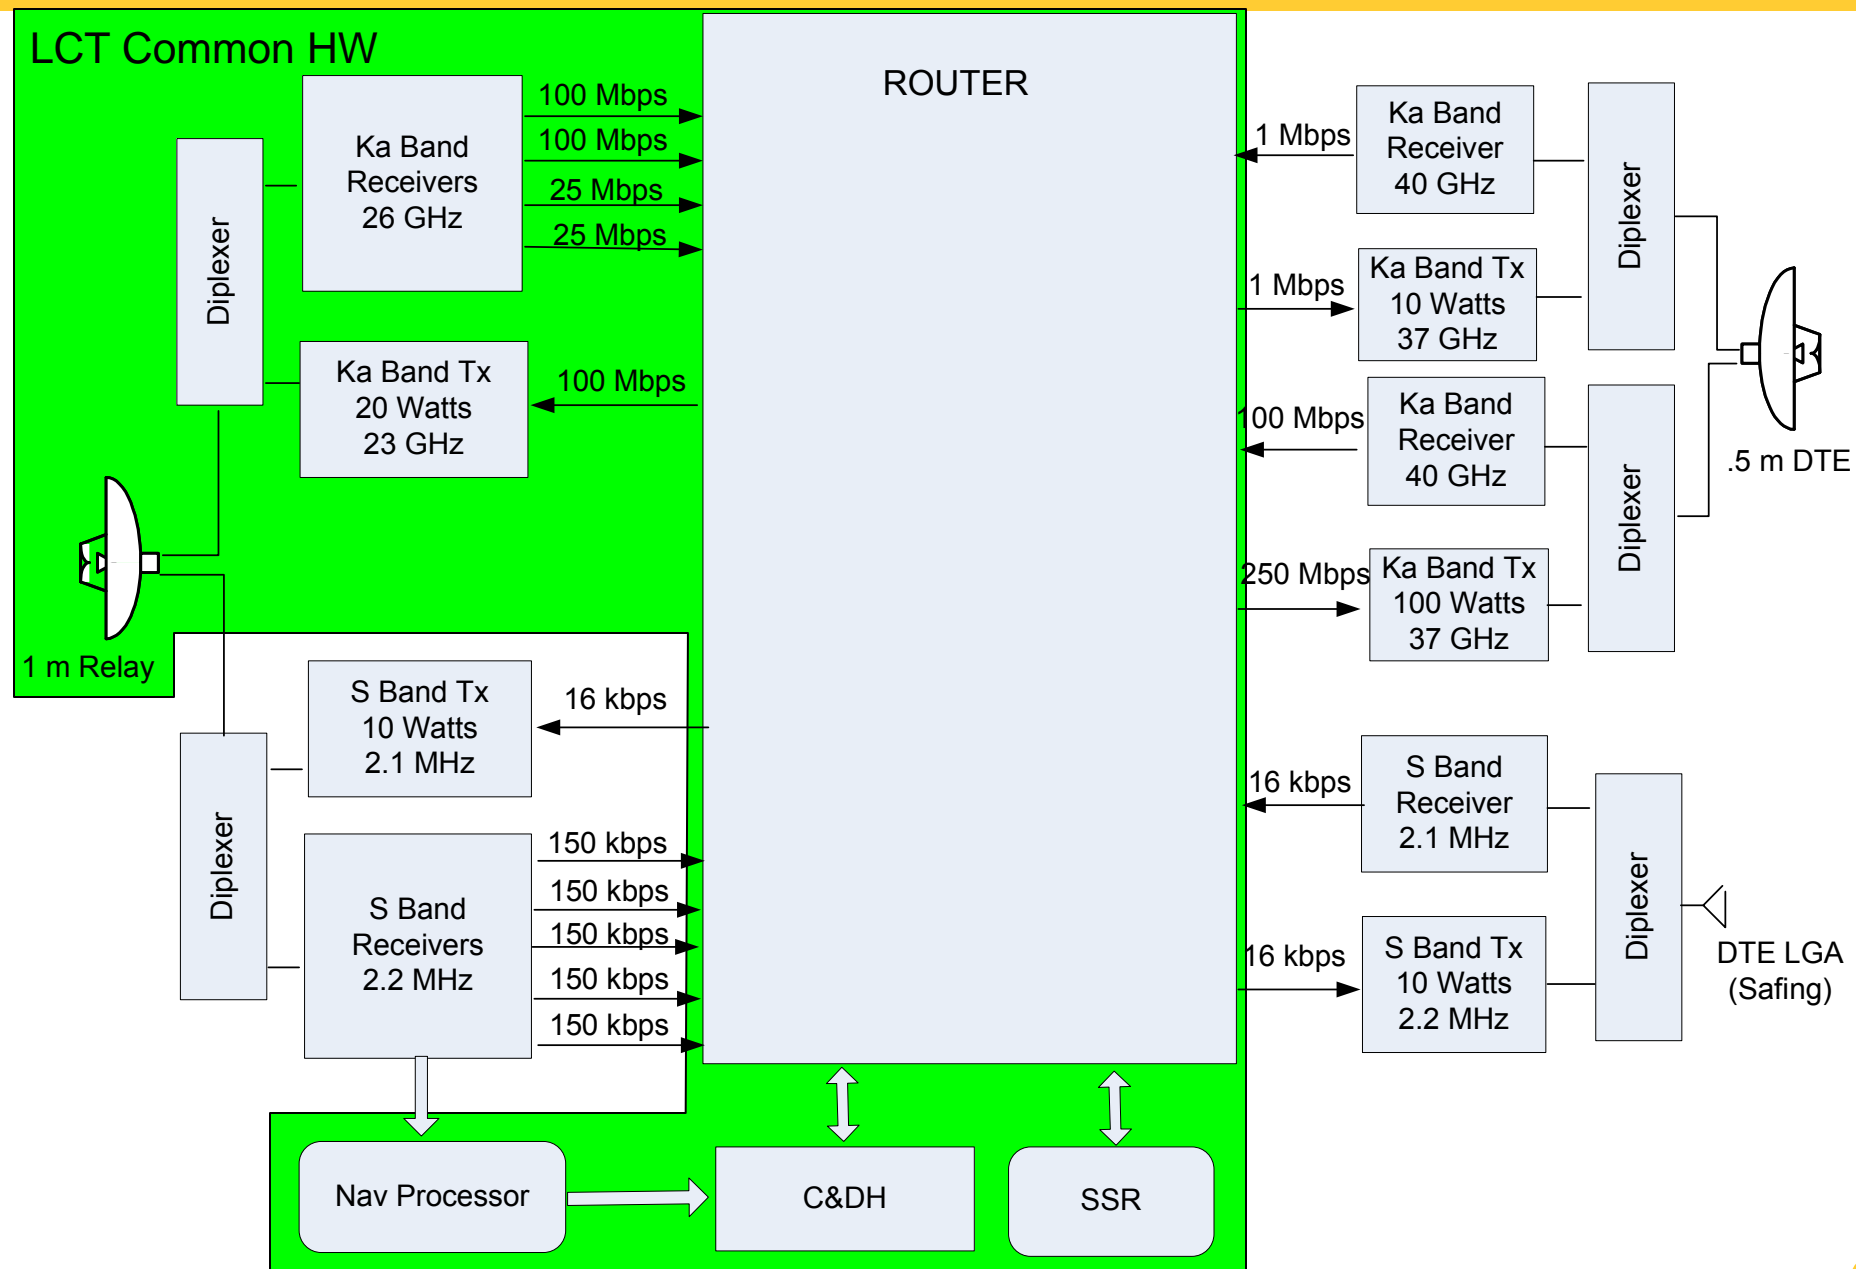 LCT Common HW
ROUTER
Diplexer
Ka Band
Receivers
26 GHz
100 Mbps
100 Mbps
25 Mbps
25 Mbps
Ka Band Tx
20 Watts
23 GHz
100 Mbps
1 m Relay
Diplexer
S Band Tx
10 Watts
2.1 MHz
16 kbps
S Band
Receivers
2.2 MHz
150 kbps
150 kbps
150 kbps
150 kbps
150 kbps
Nav Processor
C&DH
SSR
1 Mbps
Ka Band
Receiver
40 GHz
Diplexer
1 Mbps
Ka Band Tx
10 Watts
37 GHz
100 Mbps
Ka Band
Receiver
40 GHz
Diplexer
250 Mbps
Ka Band Tx
100 Watts
37 GHz
.5 m DTE
16 kbps
S Band
Receiver
2.1 MHz
Diplexer
16 kbps
S Band Tx
10 Watts
2.2 MHz
DTE LGA
(Safing)